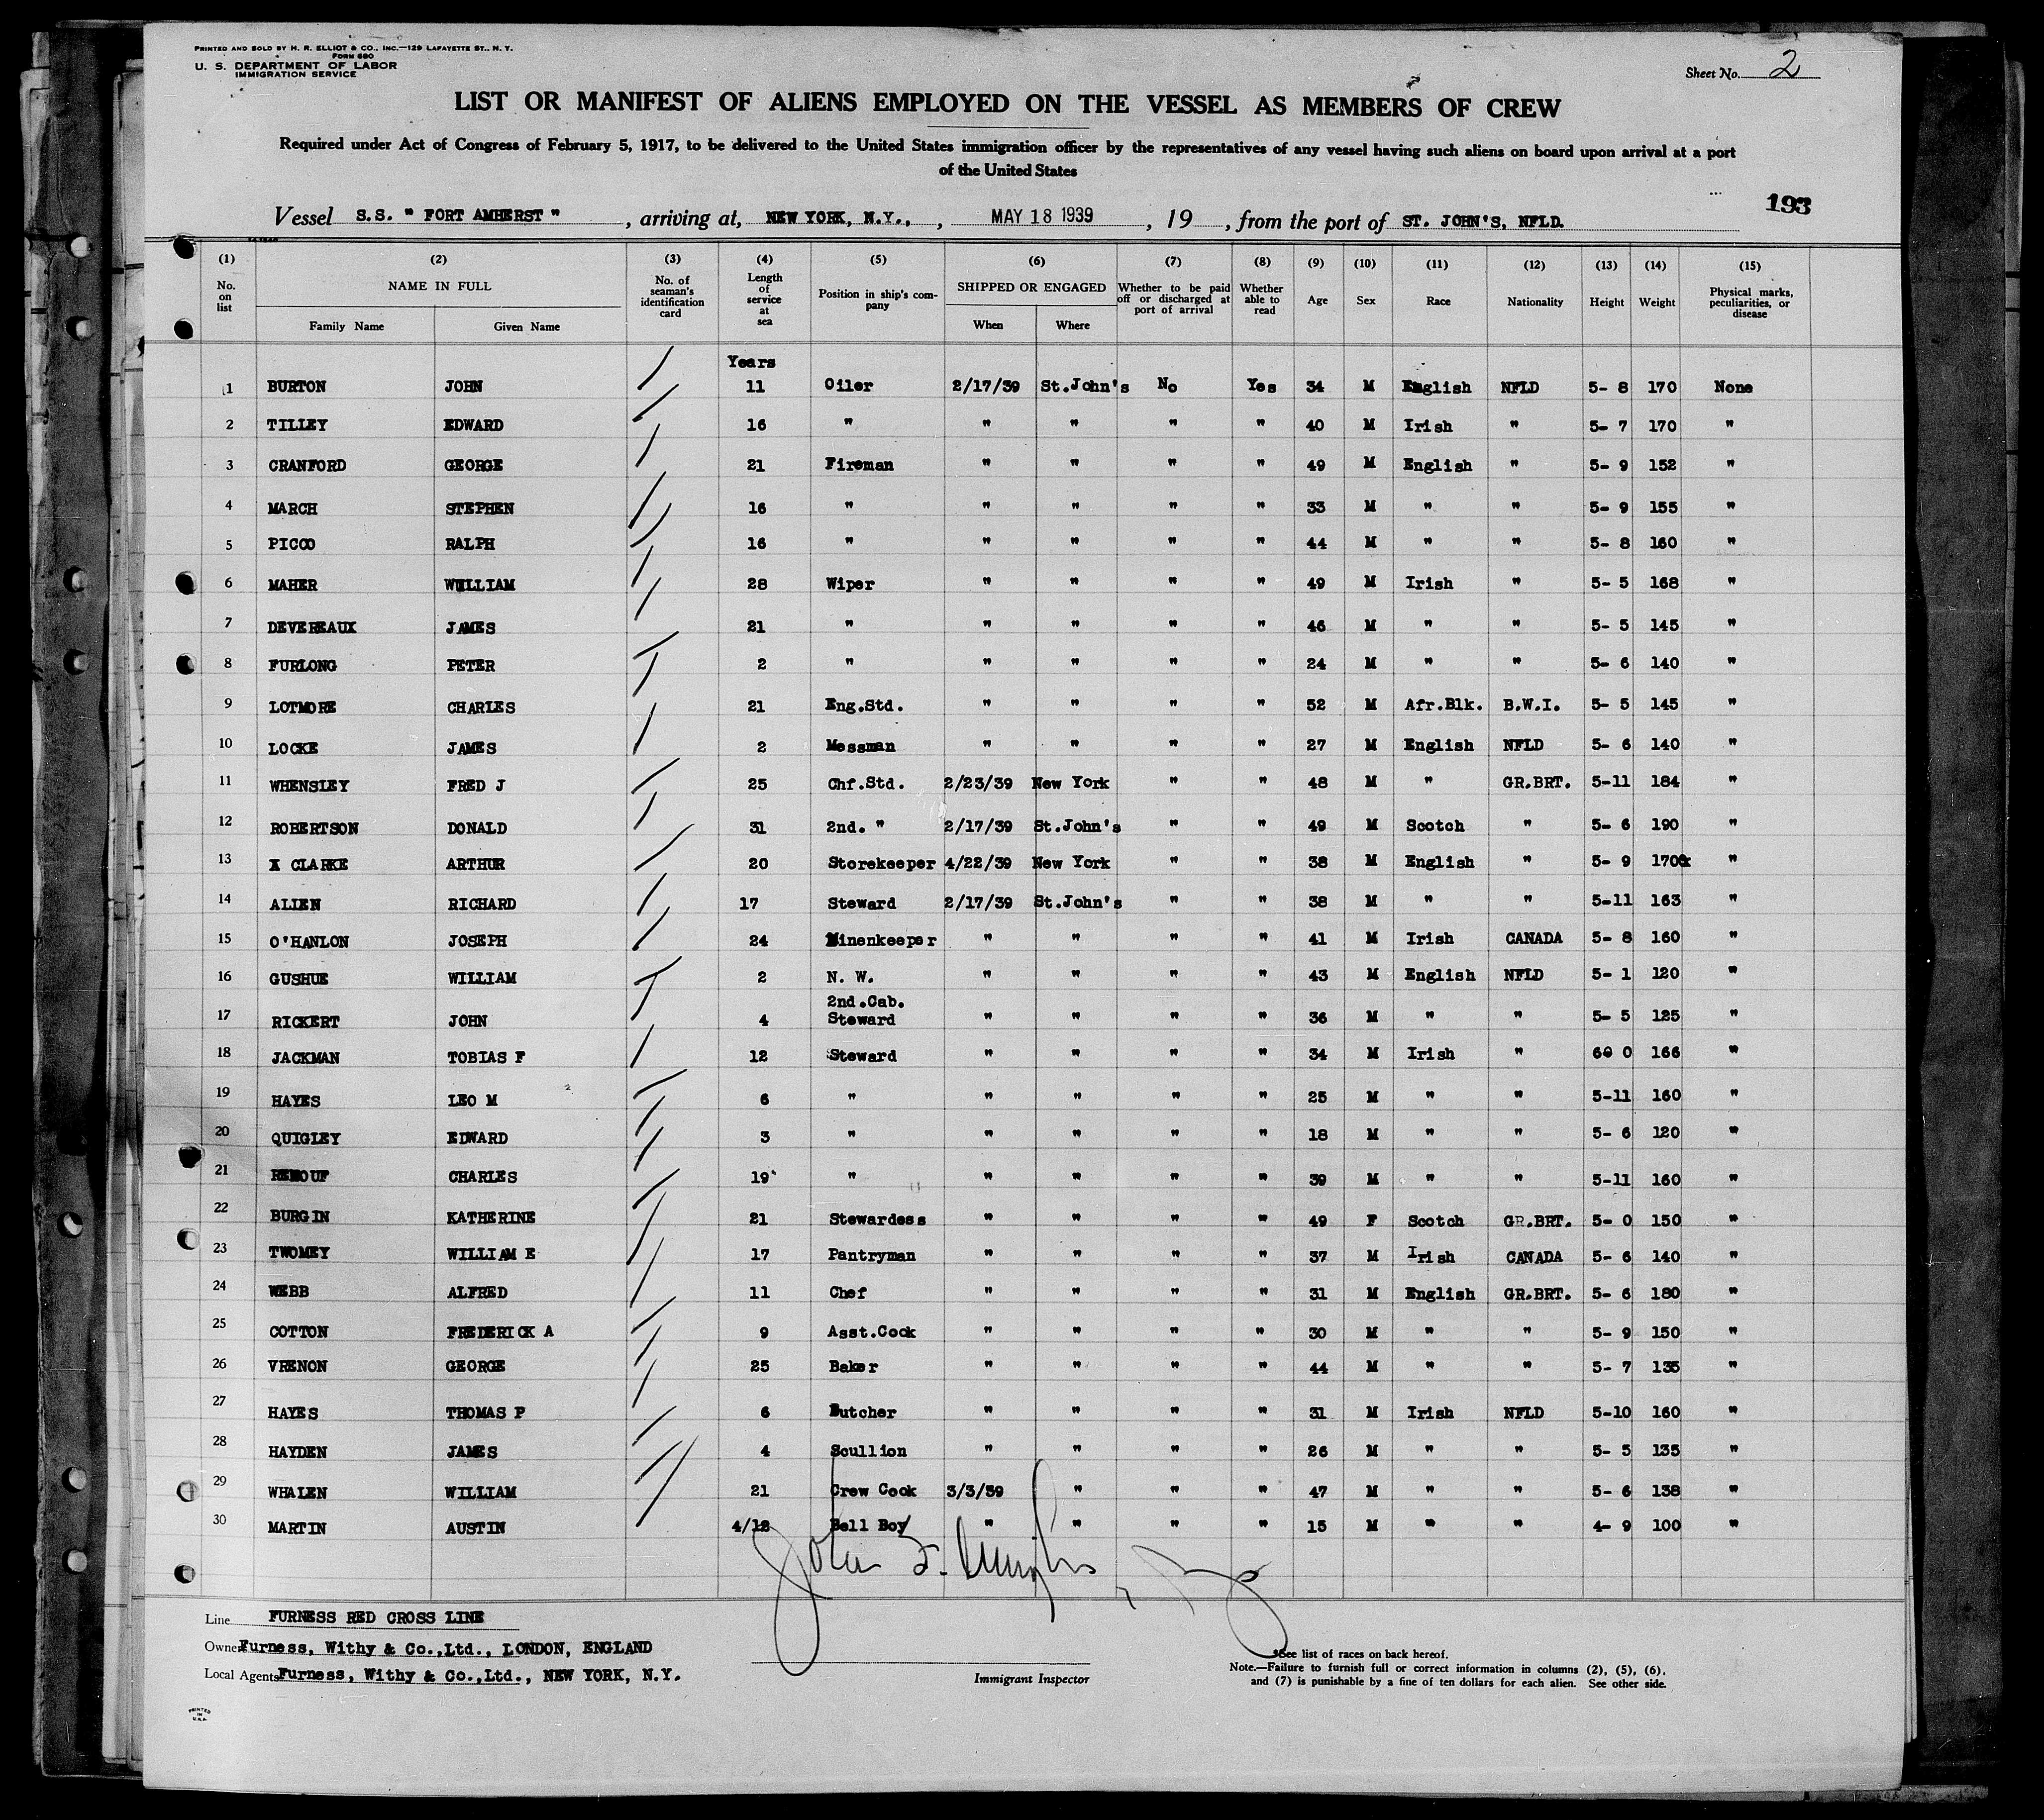 PRINTED AND SOLD BY H. R. ELLIOT & CO., INC.—129 LAFAYETTE ST., N. Y.
FORM 680
U. S. DEPARTMENT OF LABOR
IMMIGRATION SERVICE
Sheet No. 2
LIST OR MANIFEST OF ALIENS EMPLOYED ON THE VESSEL AS MEMBERS OF CREW
Required under Act of Congress of February 5, 1917, to be delivered to the United States immigration officer by the representatives of any vessel having such aliens on board upon arrival at a port
of the United States
193
Vessel S.S. " FORT AMHERST " , arriving at, NEW YORK, N.Y., , MAY 18 1939 , 19 , from the port of ST. JOHN'S, NFLD.
(1) (2) (3) (4) (5) (6) (7) (8) (9) (10) (11) (12) (13) (14) (15)
No. on list NAME IN FULL Family Name Given Name No. of seaman's identification card Length of service at sea Position in ship's company SHIPPED OR ENGAGED When Where Whether to be paid off or discharged at port of arrival Whether able to read Age Sex Race Nationality Height Weight Physical marks, peculiarities, or disease
Years
1 BURTON JOHN 11 Oiler 2/17/39 St.John's No Yes 34 M English NFLD 5- 8 170 None
2 TILLEY EDWARD 16 " " " " " 40 M Irish " 5- 7 170 "
3 CRANFORD GEORGE 21 Fireman " " " " 49 M English " 5- 9 152 "
4 MARCH STEPHEN 16 " " " " " 33 M " " 5- 9 155 "
5 PICCO RALPH 16 " " " " " 44 M " " 5- 8 160 "
6 MAHER WILLIAM 28 Wiper " " " " 49 M Irish " 5- 5 168 "
7 DEVEREAUX JAMES 21 " " " " " 46 M " " 5- 5 145 "
8 FURLONG PETER 2 " " " " " 24 M " " 5- 6 140 "
9 LOTMORE CHARLES 21 Eng.Std. " " " " 52 M Afr.Blk. B.W.I. 5- 5 145 "
10 LOCKE JAMES 2 Messman " " " " 27 M English NFLD 5- 6 140 "
11 WHENSLEY FRED J 25 Chf.Std. 2/23/39 New York " " 48 M " GR.BRT. 5-11 184 "
12 ROBERTSON DONALD 31 2nd. " 2/17/39 St.John's " " 49 M Scotch " 5- 6 190 "
13 X CLARKE ARTHUR 20 Storekeeper 4/22/39 New York " " 38 M English " 5- 9 170 "
14 ALLEN RICHARD 17 Steward 2/17/39 St.John's " " 38 M " " 5-11 163 "
15 O'HANLON JOSEPH 24 Linenkeeper " " " " 41 M Irish CANADA 5- 8 160 "
16 GUSHUE WILLIAM 2 N. W. " " " " 43 M English NFLD 5- 1 120 "
2nd.Cab.
17 RICKERT JOHN 4 Steward " " " " 36 M " " 5- 5 125 "
18 JACKMAN TOBIAS F 12 Steward " " " " 34 M Irish " 6 0 166 "
19 HAYES LEO M 6 " " " " " 25 M " " 5-11 160 "
20 QUIGLEY EDWARD 3 " " " " " 18 M " " 5- 6 120 "
21 RENOUF CHARLES 19 " " " " " 39 M " " 5-11 160 "
22 BURGIN KATHERINE 21 Stewardess " " " " 49 F Scotch GR.BRT. 5- 0 150 "
23 TWOMEY WILLIAM E 17 Pantryman " " " " 37 M Irish CANADA 5- 6 140 "
24 WEBB ALFRED 11 Chef " " " " 31 M English GR.BRT. 5- 6 180 "
25 COTTON FREDERICK A 9 Asst.Cook " " " " 30 M " " 5- 9 150 "
26 VRENON GEORGE 25 Baker " " " " 44 M " " 5- 7 135 "
27 HAYES THOMAS P 6 Butcher " " " " 31 M Irish NFLD 5-10 160 "
28 HAYDEN JAMES 4 Scullion " " " " 26 M " " 5- 5 135 "
29 WHALEN WILLIAM 21 Crew Cook 3/3/39 " " " 47 M " " 5- 6 138 "
30 MARTIN AUSTIN 4/12 Bell Boy " " " " 15 M " " 4- 9 100 "
John
Line FURNESS RED CROSS LINE
Owner Furness, Withy & Co.,Ltd., LONDON, ENGLAND
Local Agents Furness, Withy & Co.,Ltd., NEW YORK, N.Y.
Immigrant Inspector
*See list of races on back hereof.
Note.—Failure to furnish full or correct information in columns (2), (5), (6),
and (7) is punishable by a fine of ten dollars for each alien. See other side.
PRINTED
IN
U.S.A.